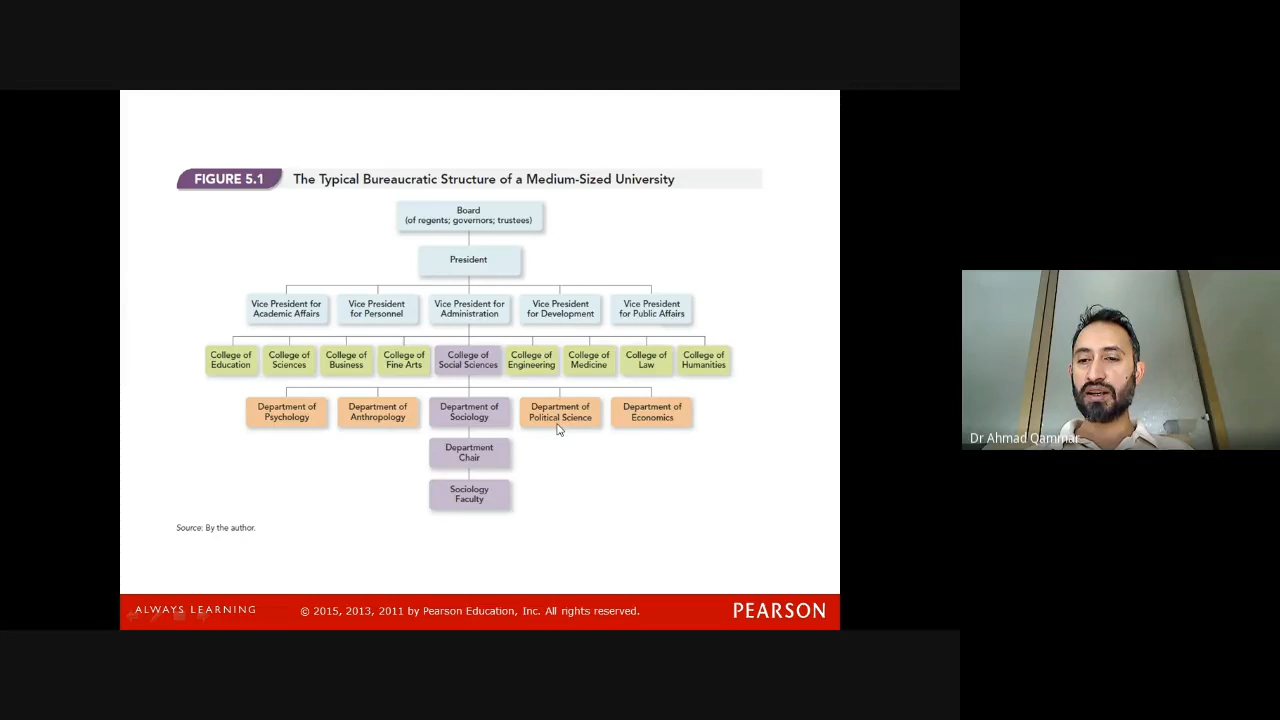 FIGURE 5.1
The Typical Bureaucratic Structure of a Medium-Sized University
Board
(of regents; governors; trustees)
President
Vice President for
Academic Affairs
Vice President
for Personnel
Vice President for
Administration
Vice President
for Development
Vice President
for Public Affairs
College of
Education
College of
Sciences
College of
Business
College of
Fine Arts
College of
Social Sciences
College of
Engineering
College of
Medicine
College of
Law
College of
Humanities
Department of
Psychology
Department of
Anthropology
Department of
Sociology
Department of
Political Science
Department of
Economics
Department
Chair
Sociology
Faculty
Source: By the author.
ALWAYS LEARNING
© 2015, 2013, 2011 by Pearson Education, Inc. All rights reserved.
PEARSON
Dr Ahmad Qammar